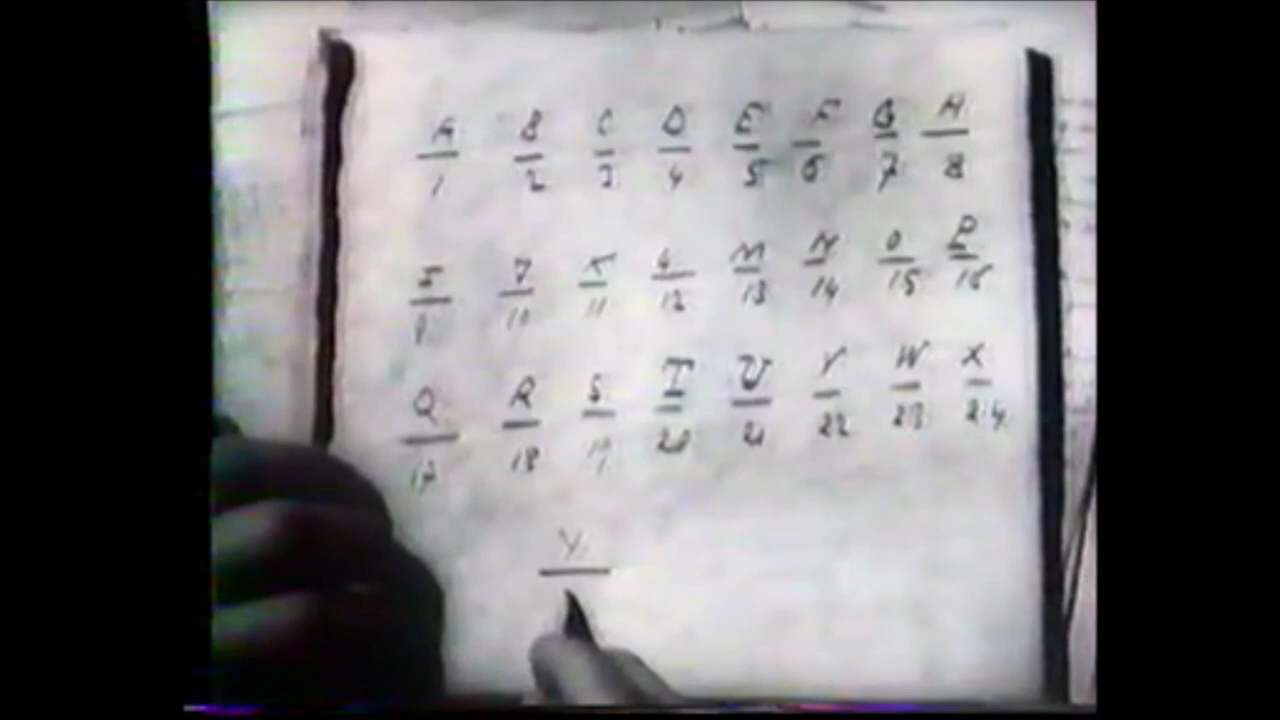 A B C D E F G H
1 2 3 4 5 6 7 8
I J K L M N O P
9 10 11 12 13 14 15 16
Q R S T U V W X
17 18 19 20 21 22 23 24
Y